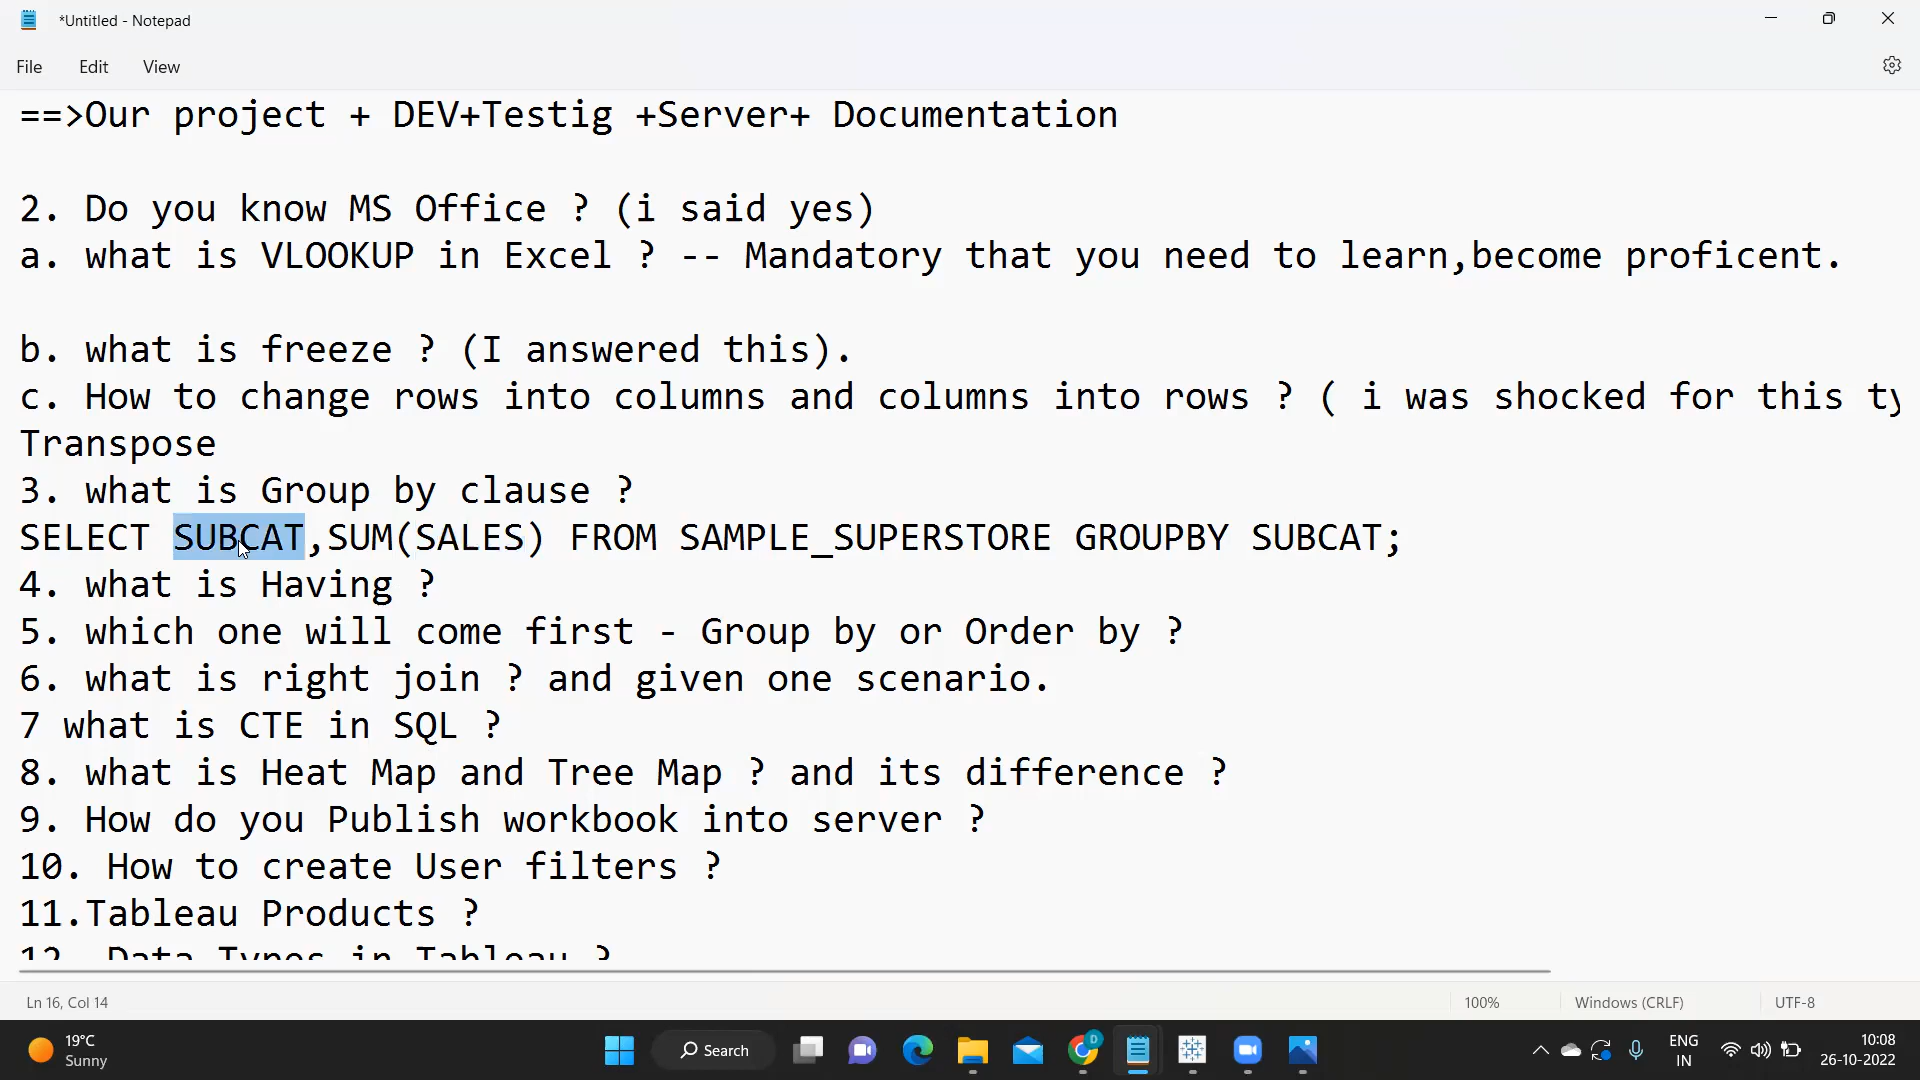 *Untitled - Notepad
File Edit View
==>Our project + DEV+Testig +Server+ Documentation
2. Do you know MS Office ? (i said yes)
a. what is VLOOKUP in Excel ? -- Mandatory that you need to learn,become proficent.
b. what is freeze ? (I answered this).
c. How to change rows into columns and columns into rows ? ( i was shocked for this ty
Transpose
3. what is Group by clause ?
SELECT SUBCAT,SUM(SALES) FROM SAMPLE_SUPERSTORE GROUPBY SUBCAT;
4. what is Having ?
5. which one will come first - Group by or Order by ?
6. what is right join ? and given one scenario.
7 what is CTE in SQL ?
8. what is Heat Map and Tree Map ? and its difference ?
9. How do you Publish workbook into server ?
10. How to create User filters ?
11.Tableau Products ?
12. Data Types in Tableau ?
Ln 16, Col 14 100% Windows (CRLF) UTF-8
19°C
Sunny
Search
D
ENG
IN
10:08
26-10-2022